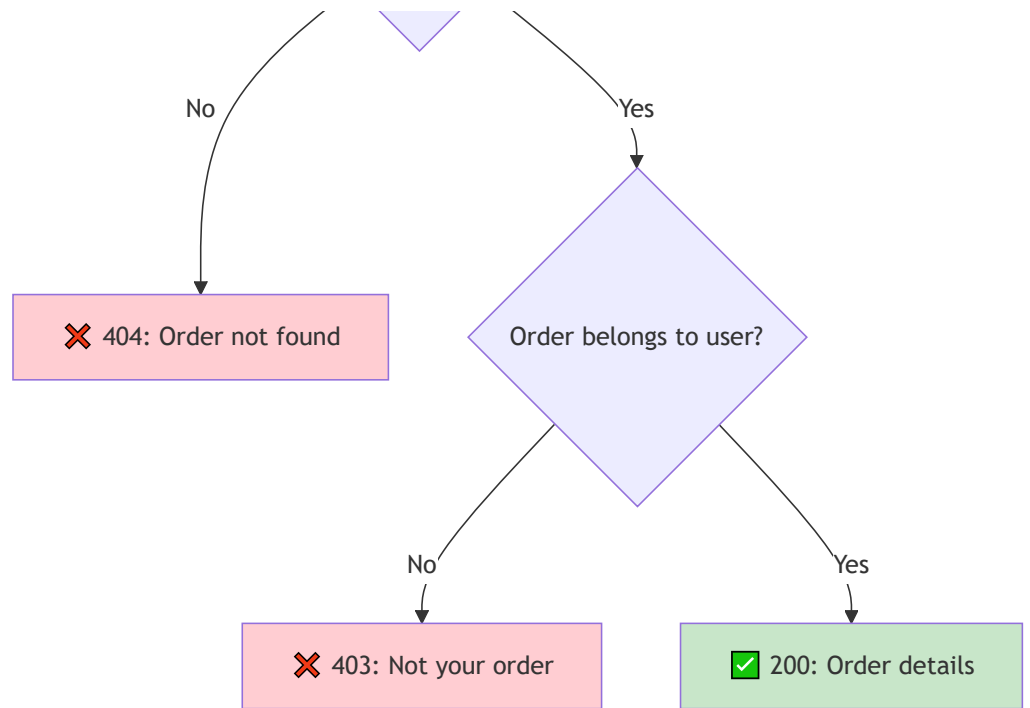 No
Yes
❌ 404: Order not found
Order belongs to user?
No
Yes
❌ 403: Not your order
✅ 200: Order details